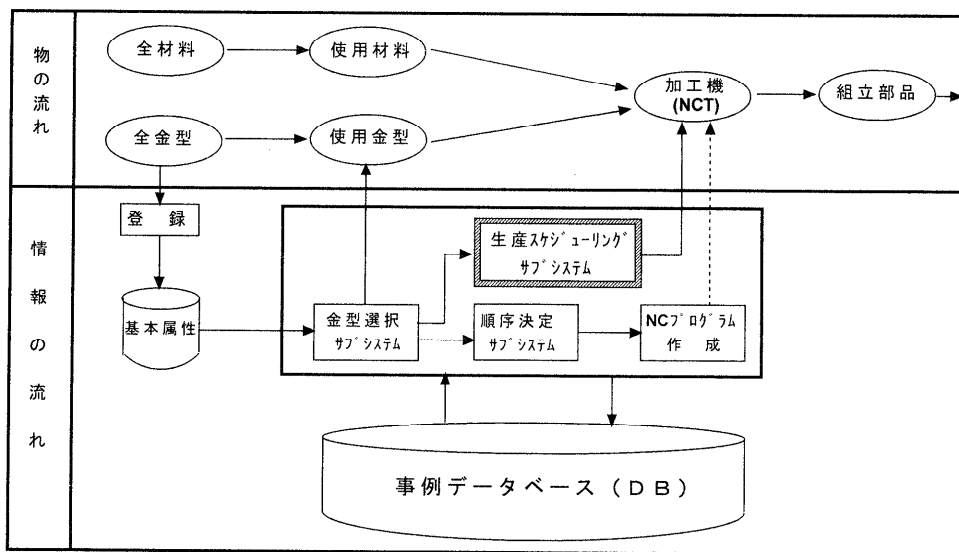 物の流れ
全材料
使用材料
全金型
使用金型
加工機
(NCT)
組立部品
情報の流れ
登 録
基本属性
生産スケジューリング
サブシステム
金型選択
サブシステム
順序決定
サブシステム
NCプログラム
作成
事例データベース(DB)